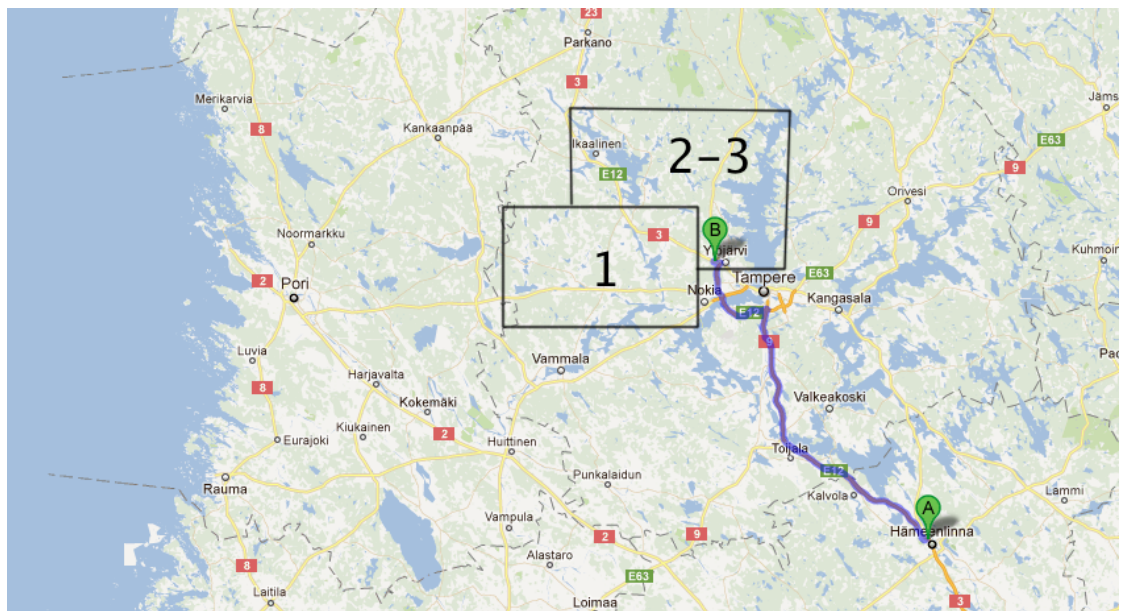 23
Parkano
3
Merikarvia
8
Kankaanpää
Jäms
E63
9
Ikaalinen
2-3
E12
Orivesi
9
Noormarkku
3
B
Ylöjärvi
Kuhmoin
1
2
Pori
Tampere
E63
Nokia
Kangasala
E12
9
Luvia
Vammala
Pad
Harjavalta
8
Valkeakoski
Kokemäki
Kiukainen
2
Eurajoki
Huittinen
Toijala
E12
Rauma
Punkalaidun
Kalvola
Lammi
A
Vampula
Hämeenlinna
9
2
Alastaro
8
E63
Laitila
Loimaa
3